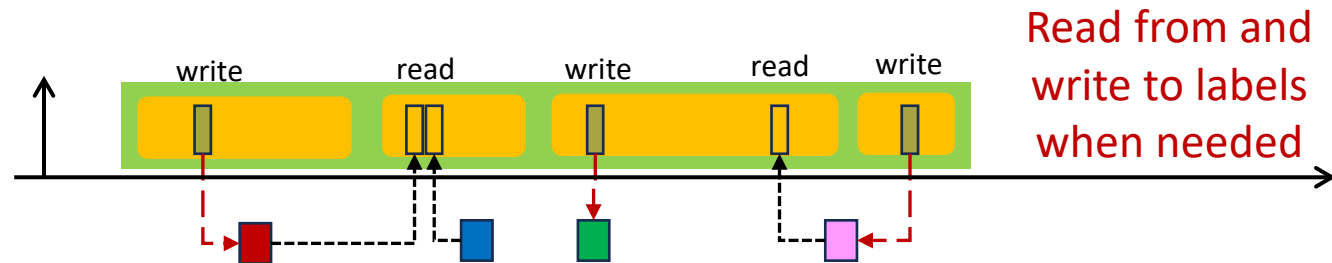 write read write read write
Read from and
write to labels
when needed